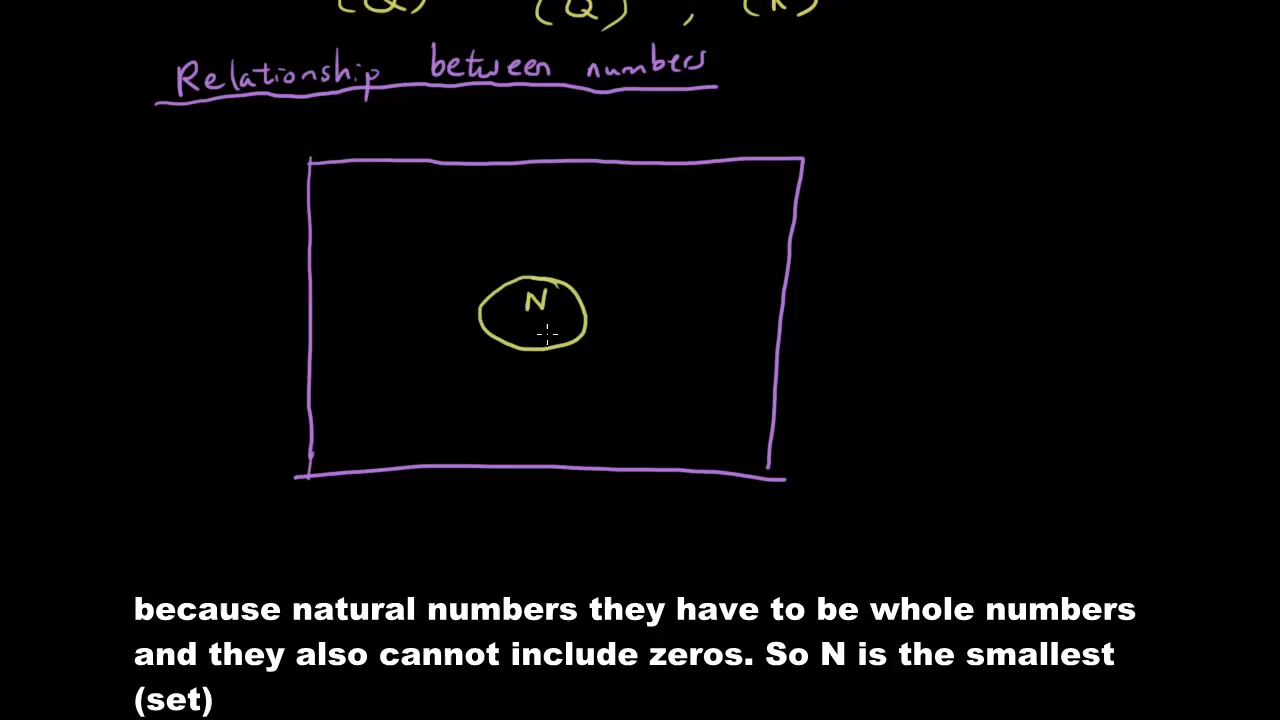 (Q) (Q') , (R)
Relationship between numbers
N
because natural numbers they have to be whole numbers
and they also cannot include zeros. So N is the smallest
(set)